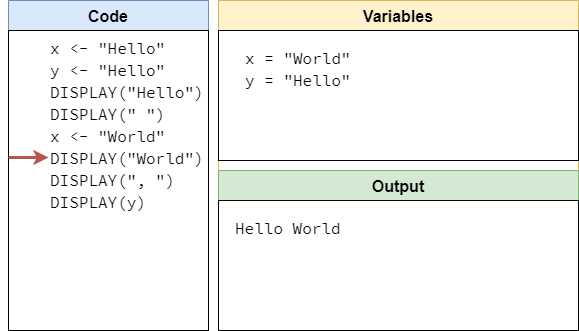 Code
x <- "Hello"
y <- "Hello"
DISPLAY("Hello")
DISPLAY(" ")
x <- "World"
DISPLAY("World")
DISPLAY(", ")
DISPLAY(y)
Variables
x = "World"
y = "Hello"
Output
Hello World